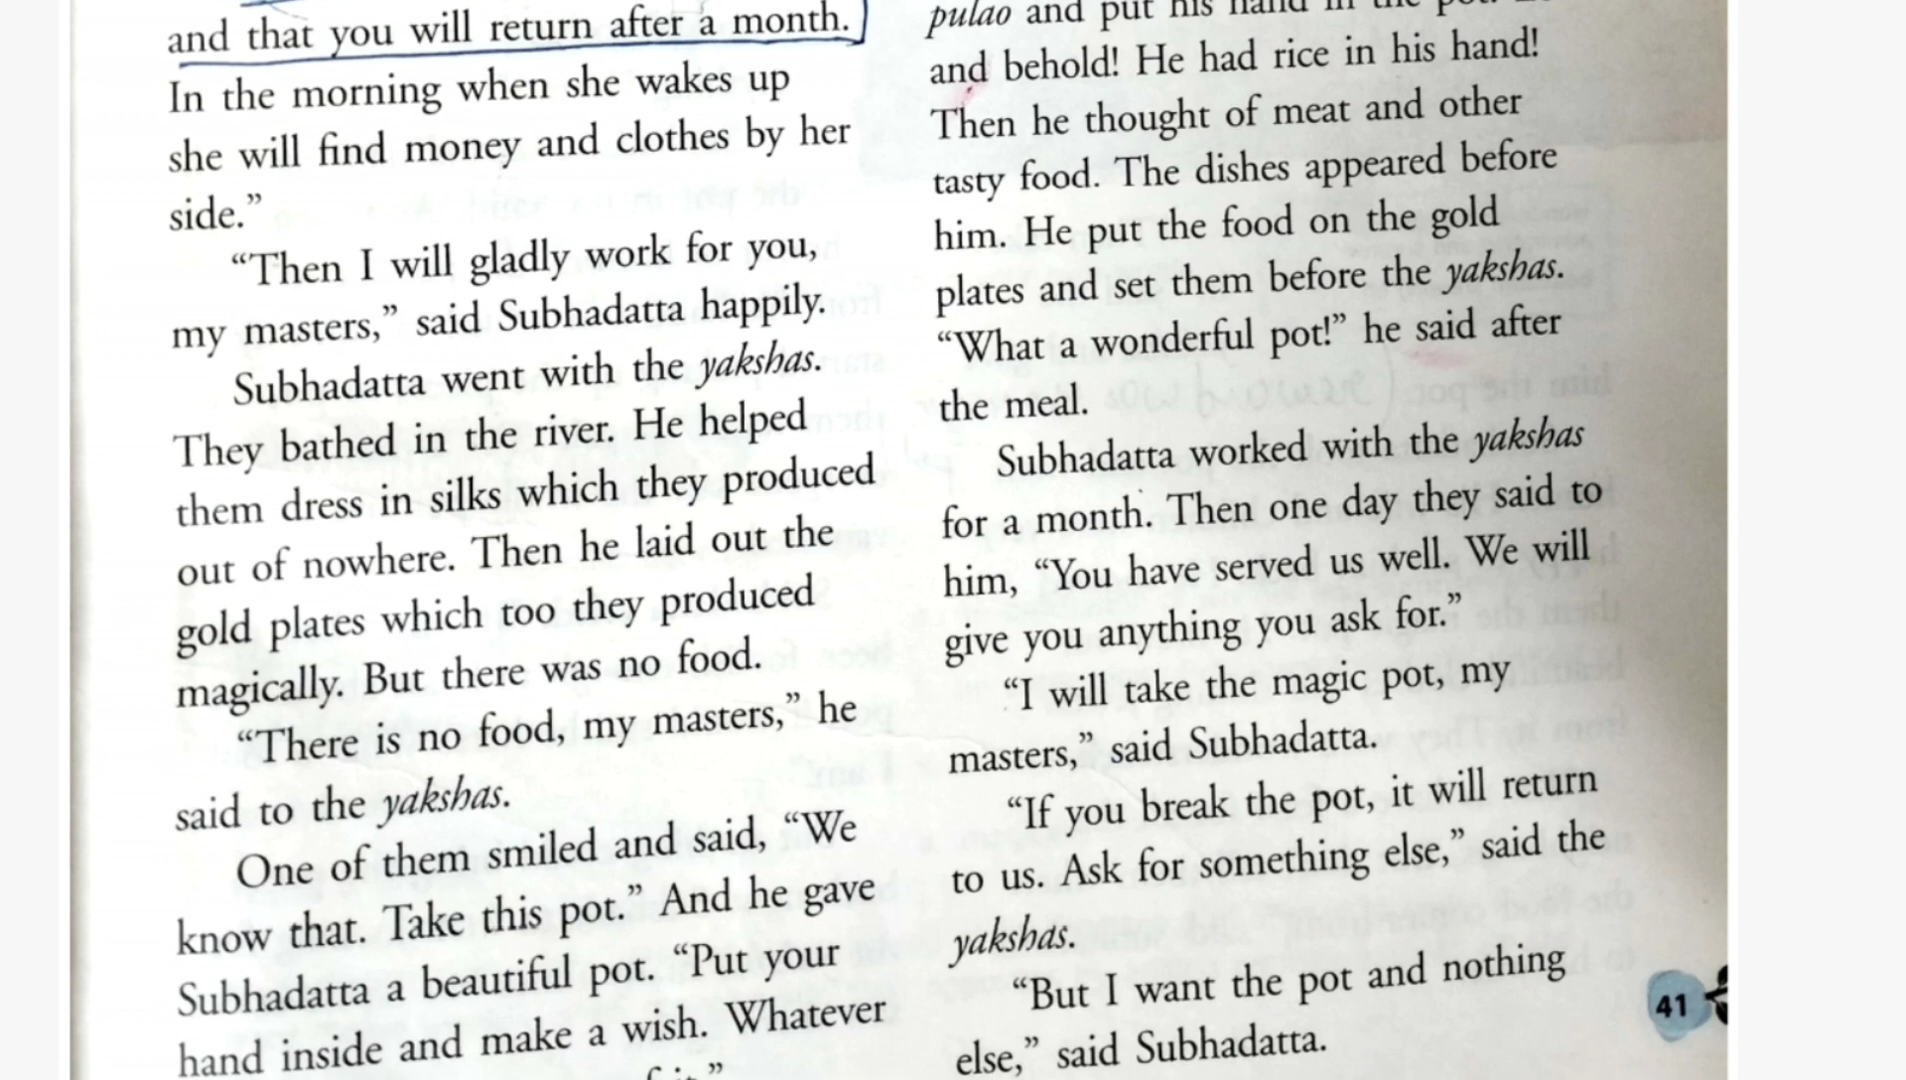 and that you will return after a month.
In the morning when she wakes up
she will find money and clothes by her
side.”
“Then I will gladly work for you,
my masters,” said Subhadatta happily.
Subhadatta went with the yakshas.
They bathed in the river. He helped
them dress in silks which they produced
out of nowhere. Then he laid out the
gold plates which too they produced
magically. But there was no food.
“There is no food, my masters,” he
said to the yakshas.
One of them smiled and said, “We
know that. Take this pot.” And he gave
Subhadatta a beautiful pot. “Put your
hand inside and make a wish. Whatever
pulao and put his hand in the pot.
and behold! He had rice in his hand!
Then he thought of meat and other
tasty food. The dishes appeared before
him. He put the food on the gold
plates and set them before the yakshas.
“What a wonderful pot!” he said after
the meal.
Subhadatta worked with the yakshas
for a month. Then one day they said to
him, “You have served us well. We will
give you anything you ask for.”
“I will take the magic pot, my
masters,” said Subhadatta.
“If you break the pot, it will return
to us. Ask for something else,” said the
yakshas.
“But I want the pot and nothing
else,” said Subhadatta.
41